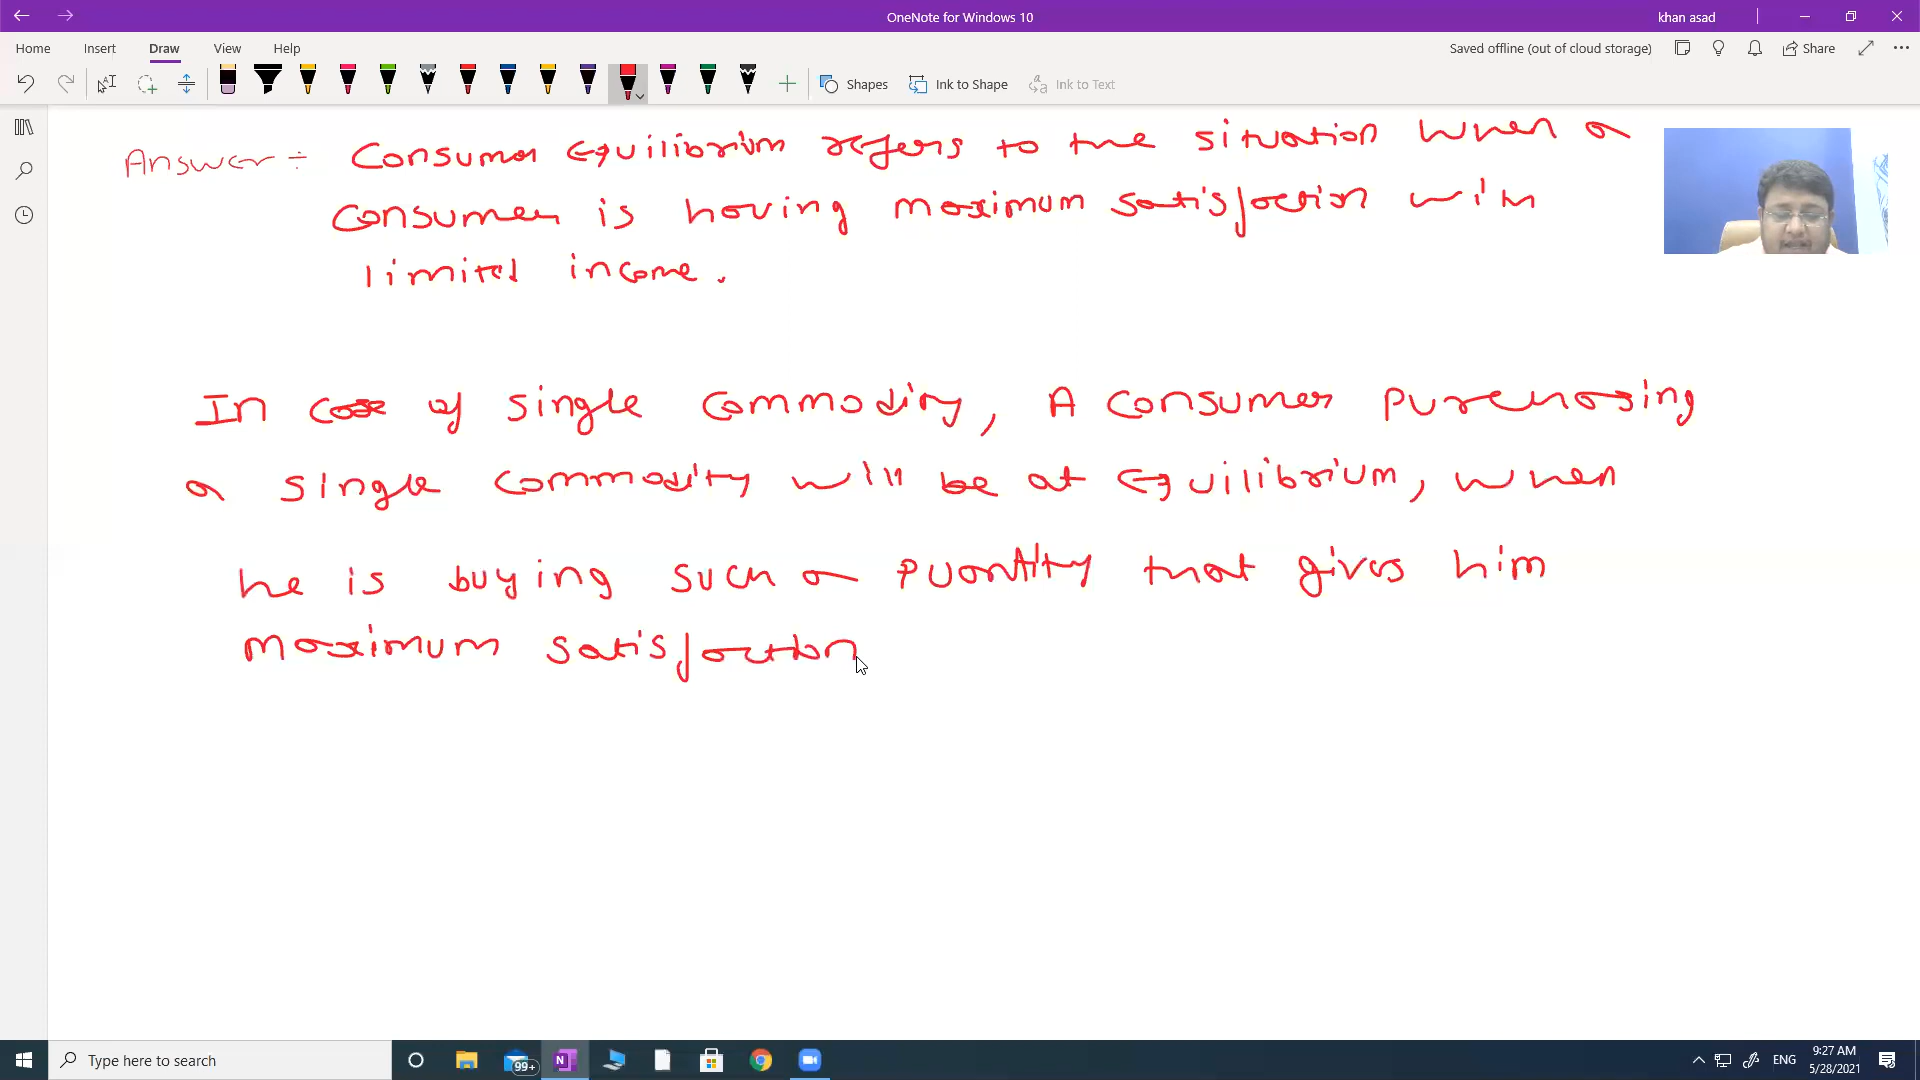 OneNote for Windows 10
khan asad
Home Insert Draw View Help
Saved offline (out of cloud storage) Share
Shapes Ink to Shape Ink to Text
Answer :- Consumer Equilibrium refers to the situation when a
consumer is having maximum satisfaction with
limited income.
In case of single commodity, A consumer purchasing
a single commodity will be at Equilibrium, when
he is buying such a quantity that gives him
maximum satisfaction
Type here to search
99+
ENG
9:27 AM
5/28/2021